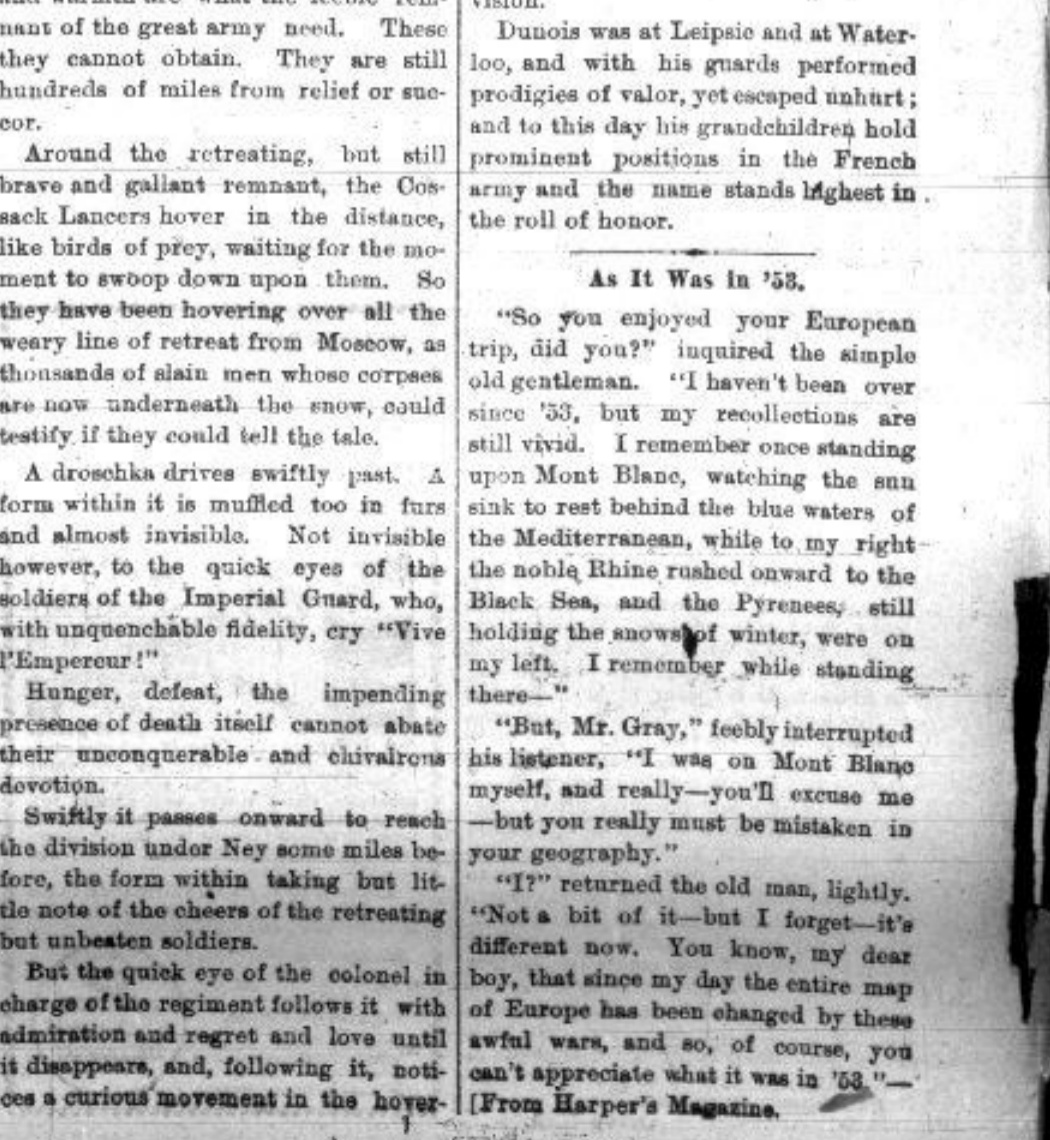 nant of the great army need. These
they cannot obtain. They are still
hundreds of miles from relief or suc-
cor.
Around the retreating, but still
brave and gallant remnant, the Cos-
sack Lancers hover in the distance,
like birds of prey, waiting for the mo-
ment to swoop down upon them. So
they have been hovering over all the
weary line of retreat from Moscow, as
thousands of slain men whose corpses
are now underneath the snow, could
testify if they could tell the tale.
A droschka drives swiftly past. A
form within it is muffled too in furs
and almost invisible. Not invisible
however, to the quick eyes of the
soldiers of the Imperial Guard, who,
with unquenchable fidelity, cry "Vive
l'Empereur!"
Hunger, defeat, the impending
presence of death itself cannot abate
their unconquerable and chivalrous
devotion.
Swiftly it passes onward to reach
the division under Ney some miles be-
fore, the form within taking but lit-
tle note of the cheers of the retreating
but unbeaten soldiers.
But the quick eye of the colonel in
charge of the regiment follows it with
admiration and regret and love until
it disappears, and, following it, noti-
ces a curious movement in the hover-
vision.
Dunois was at Leipsic and at Water-
loo, and with his guards performed
prodigies of valor, yet escaped unhurt;
and to this day his grandchildren hold
prominent positions in the French
army and the name stands highest in
the roll of honor.
As It Was in '53.
"So you enjoyed your European
trip, did you?" inquired the simple
old gentleman. "I haven't been over
since '53, but my recollections are
still vivid. I remember once standing
upon Mont Blanc, watching the sun
sink to rest behind the blue waters of
the Mediterranean, while to my right
the noble Rhine rushed onward to the
Black Sea, and the Pyrenees, still
holding the snows of winter, were on
my left. I remember while standing
there—"
"But, Mr. Gray," feebly interrupted
his listener, "I was on Mont Blanc
myself, and really—you'll excuse me
—but you really must be mistaken in
your geography."
"I?" returned the old man, lightly.
"Not a bit of it—but I forget—it's
different now. You know, my dear
boy, that since my day the entire map
of Europe has been changed by these
awful wars, and so, of course, you
can't appreciate what it was in '53."—
[From Harper's Magazine.